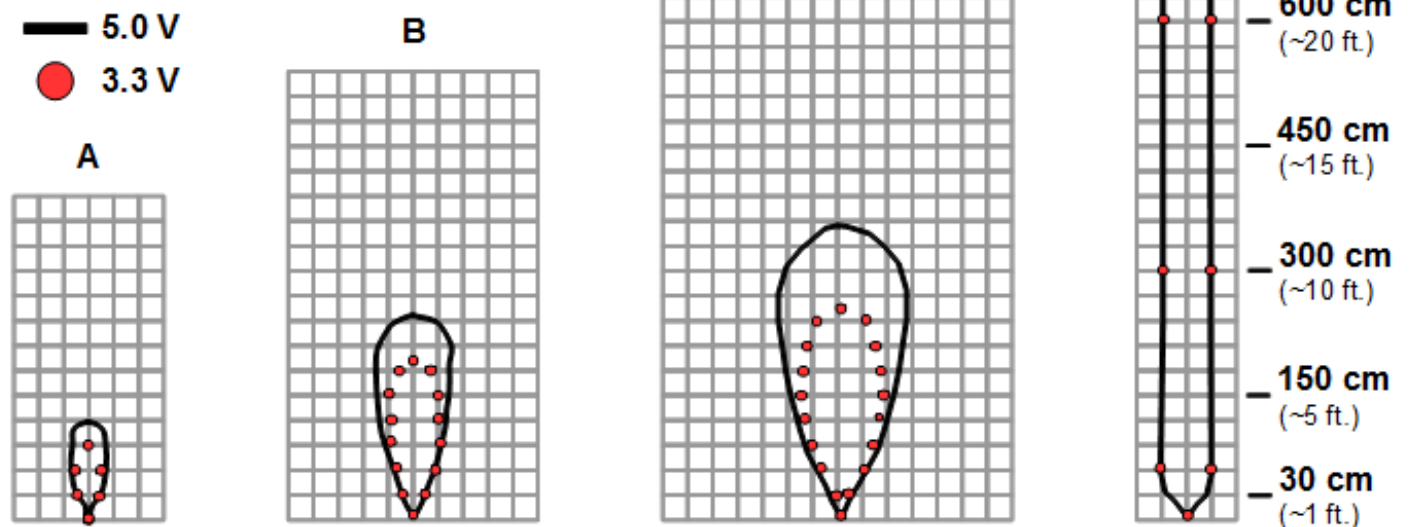 5.0 V
3.3 V
A
B
600 cm
(~20 ft.)
450 cm
(~15 ft.)
300 cm
(~10 ft.)
150 cm
(~5 ft.)
30 cm
(~1 ft.)